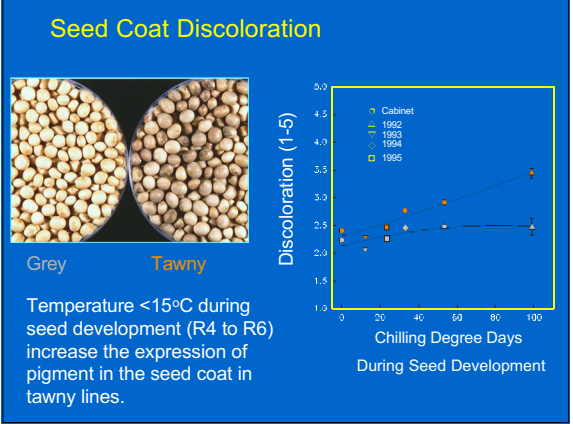 Seed Coat Discoloration
Grey
Tawny
Temperature <15ºC during
seed development (R4 to R6)
increase the expression of
pigment in the seed coat in
tawny lines.
Discoloration (1-5)
5.0
4.5
4.0
3.5
3.0
2.5
2.0
1.5
1.0
Cabinet
1992
1993
1994
1995
0 20 40 60 80 100
Chilling Degree Days
During Seed Development